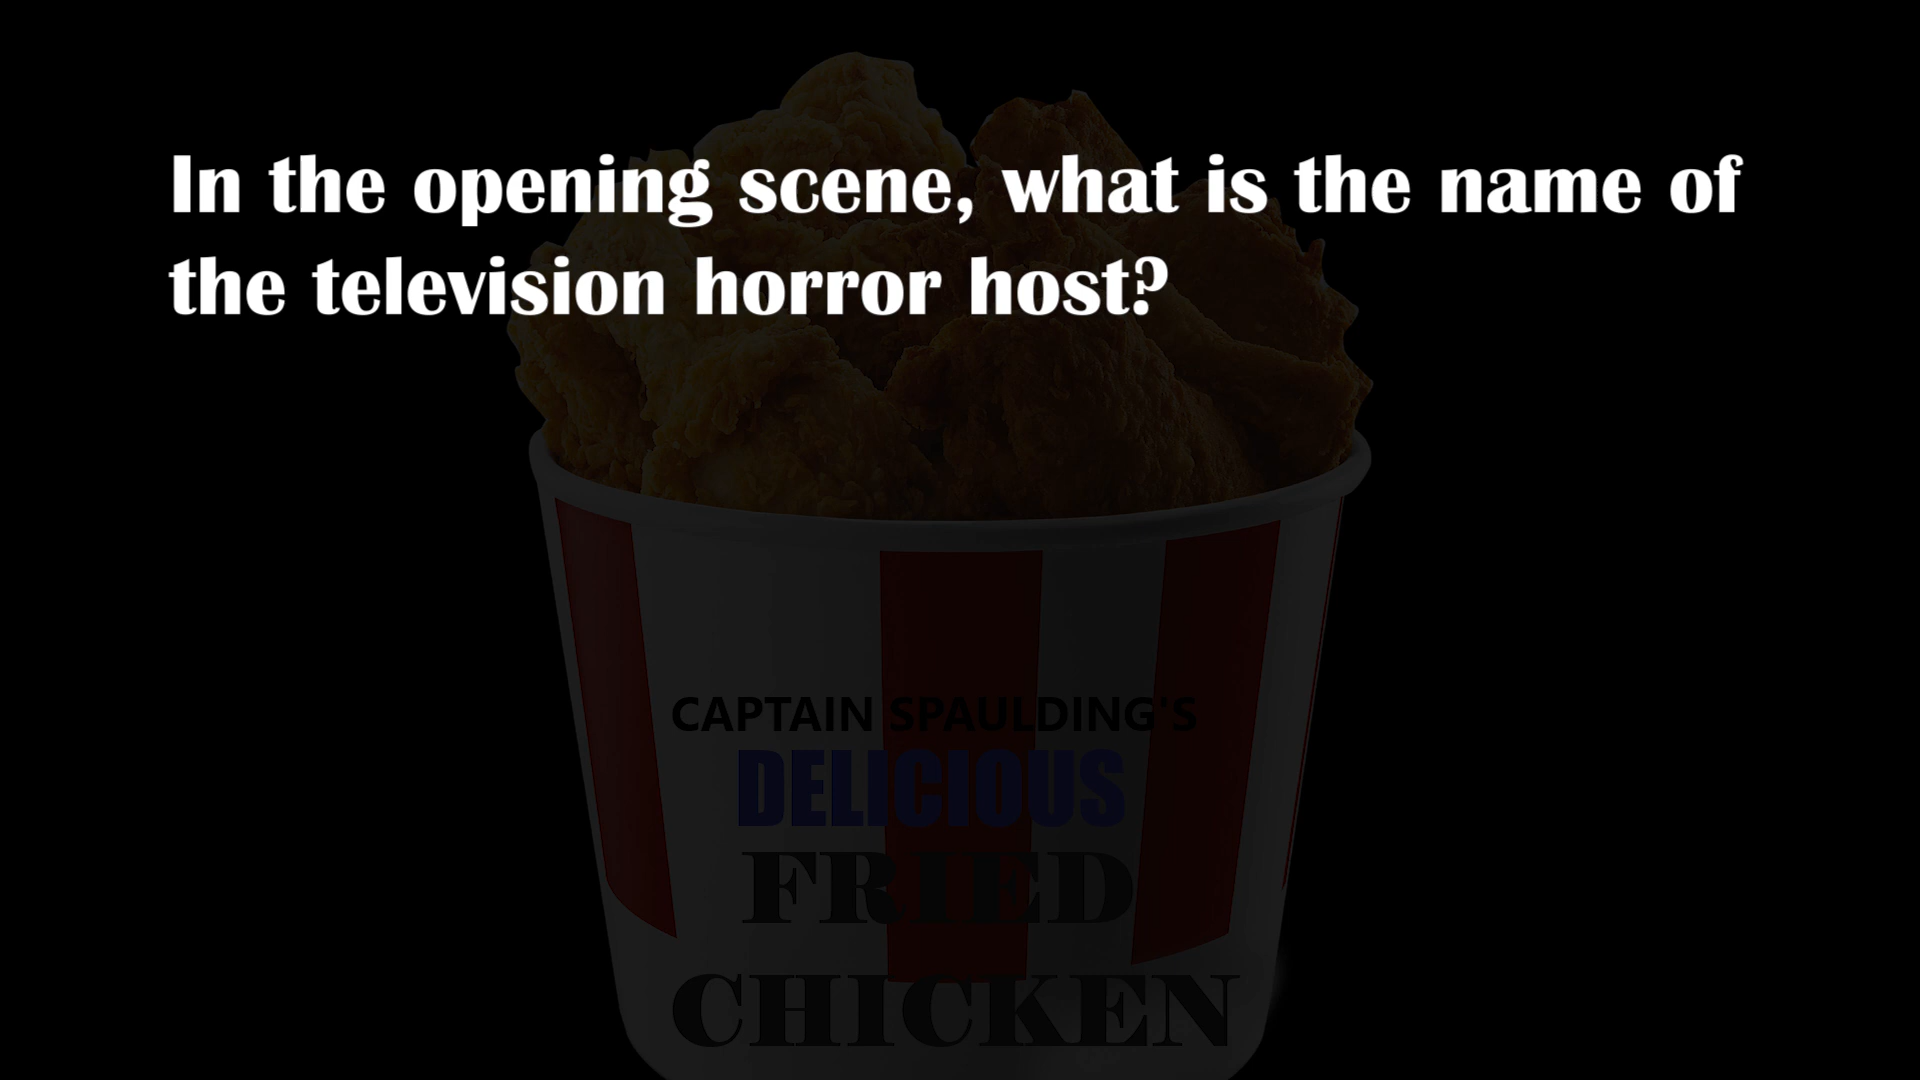 In the opening scene, what is the name of
the television horror host?
CAPTAIN SPAULDING'S
DELICIOUS
FRIED
CHICKEN